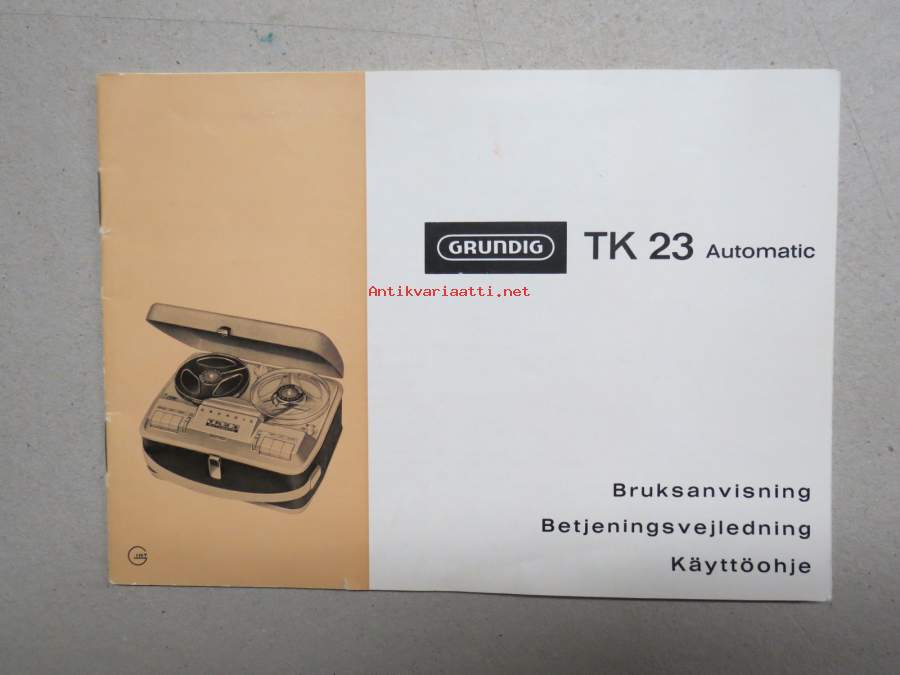 GRUNDIG TK 23 Automatic
Antikvariaatti.net
Bruksanvisning
Betjeningsvejledning
Käyttöohje